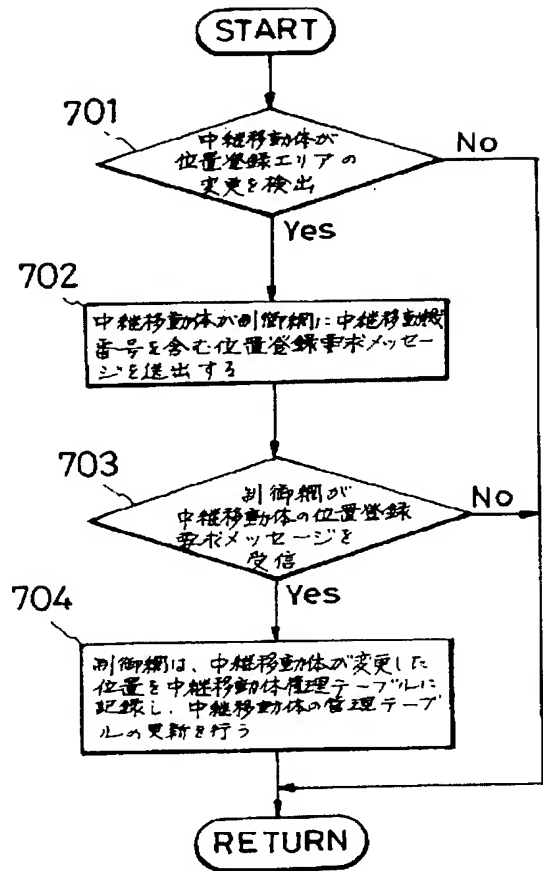 START
701
中継移動体が
位置登録エリアの
変更を検出
No
Yes
702
中継移動体が制御網に中継移動機
番号を含む位置登録要求メッセー
ジを送出する
703
制御網が
中継移動体の位置登録
要求メッセージを
受信
No
Yes
704
制御網は、中継移動体が変更した
位置を中継移動体管理テーブルに
記録し、中継移動体の管理テーブ
ルの更新を行う
RETURN